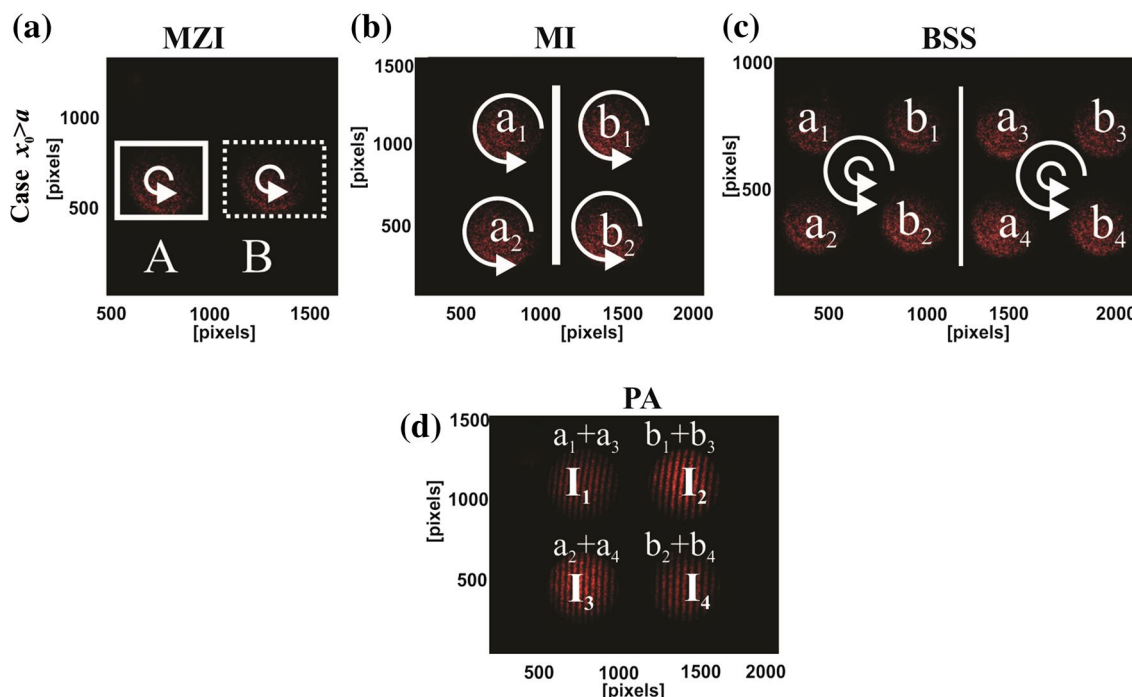 (a)
MZI
Case x₀>a
1000
500
[pixels]
A
B
500
1000
1500
[pixels]
(b)
MI
1500
1000
500
[pixels]
a₁
b₁
a₂
b₂
500
1000
1500
2000
[pixels]
(c)
BSS
1000
500
[pixels]
a₁
b₁
a₃
b₃
a₂
b₂
a₄
b₄
500
1000
1500
2000
[pixels]
(d)
PA
1500
1000
500
[pixels]
a₁+a₃
b₁+b₃
I₁
I₂
a₂+a₄
b₂+b₄
I₃
I₄
500
1000
1500
2000
[pixels]